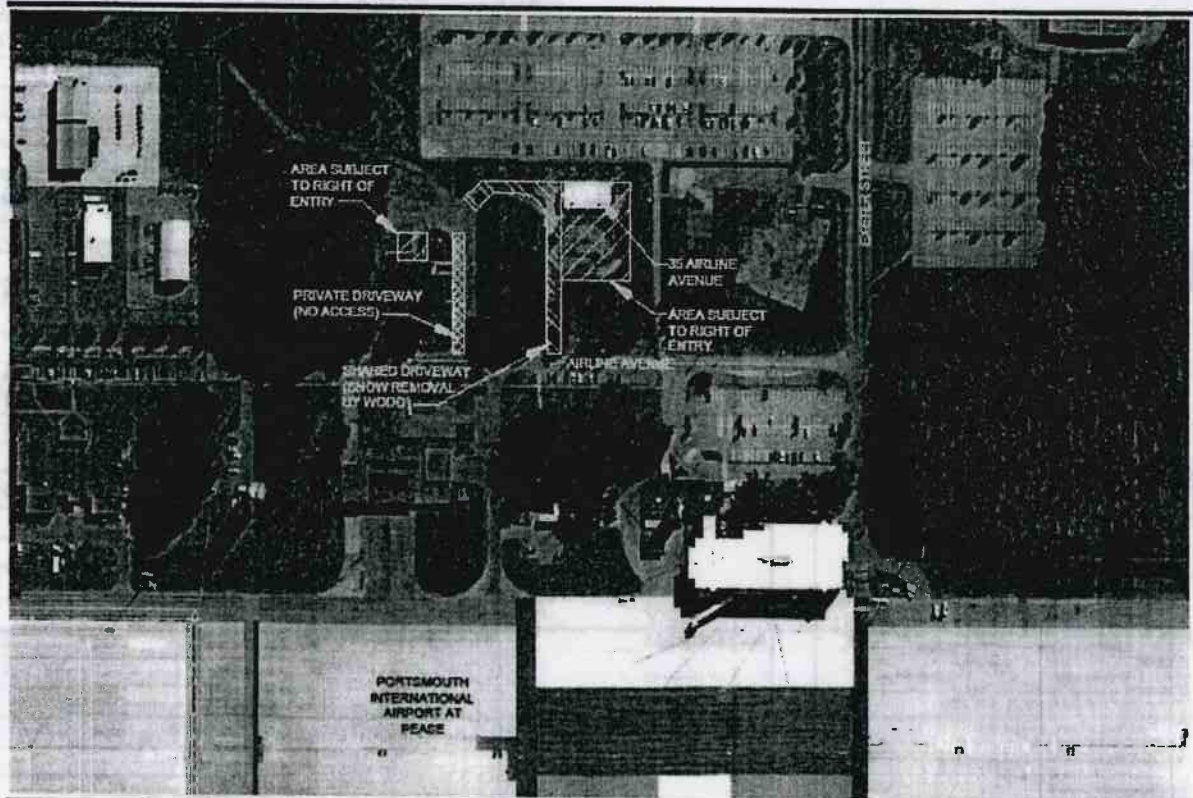 AREA SUBJECT
TO RIGHT OF
ENTRY
EXETER STREET
35 AIRLINE
AVENUE
PRIVATE DRIVEWAY
(NO ACCESS)
AREA SUBJECT
TO RIGHT OF
ENTRY
SHARED DRIVEWAY
(SNOW REMOVAL
BY WOOD)
AIRLINE AVENUE
PORTSMOUTH
INTERNATIONAL
AIRPORT AT
PEASE